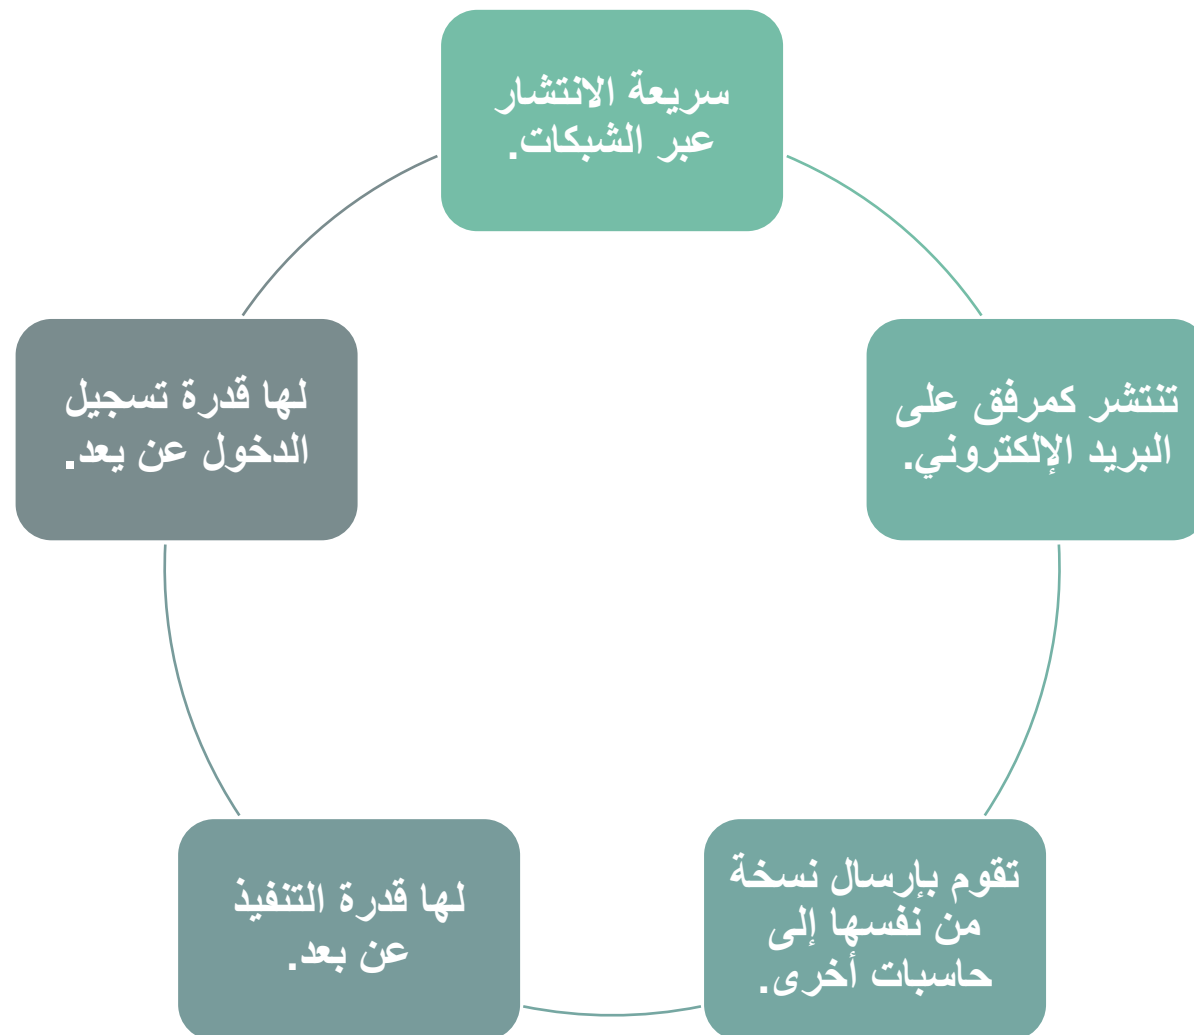 سريعة الانتشار
عبر الشبكات.
تنتشر كمرفق على
البريد الإلكتروني.
تقوم بإرسال نسخة
من نفسها إلى
حاسبات أخرى.
لها قدرة التنفيذ
عن بعد.
لها قدرة تسجيل
الدخول عن يعد.